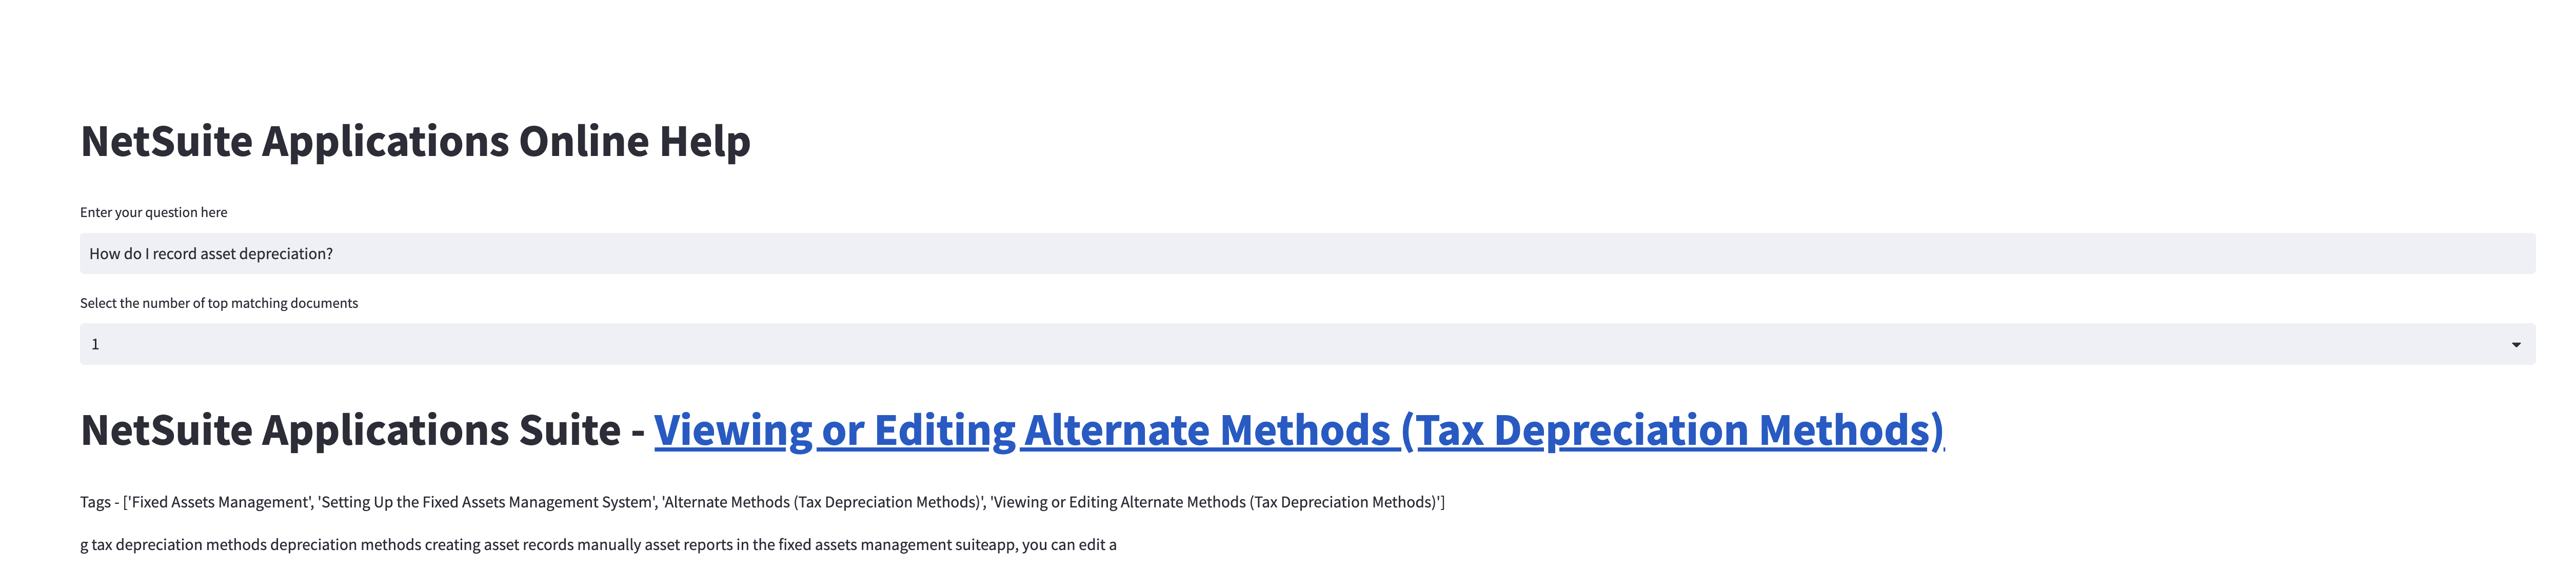 NetSuite Applications Online Help
Enter your question here
How do I record asset depreciation?
Select the number of top matching documents
1
NetSuite Applications Suite - Viewing or Editing Alternate Methods (Tax Depreciation Methods)
Tags - ['Fixed Assets Management', 'Setting Up the Fixed Assets Management System', 'Alternate Methods (Tax Depreciation Methods)', 'Viewing or Editing Alternate Methods (Tax Depreciation Methods)']
g tax depreciation methods depreciation methods creating asset records manually asset reports in the fixed assets management suiteapp, you can edit a